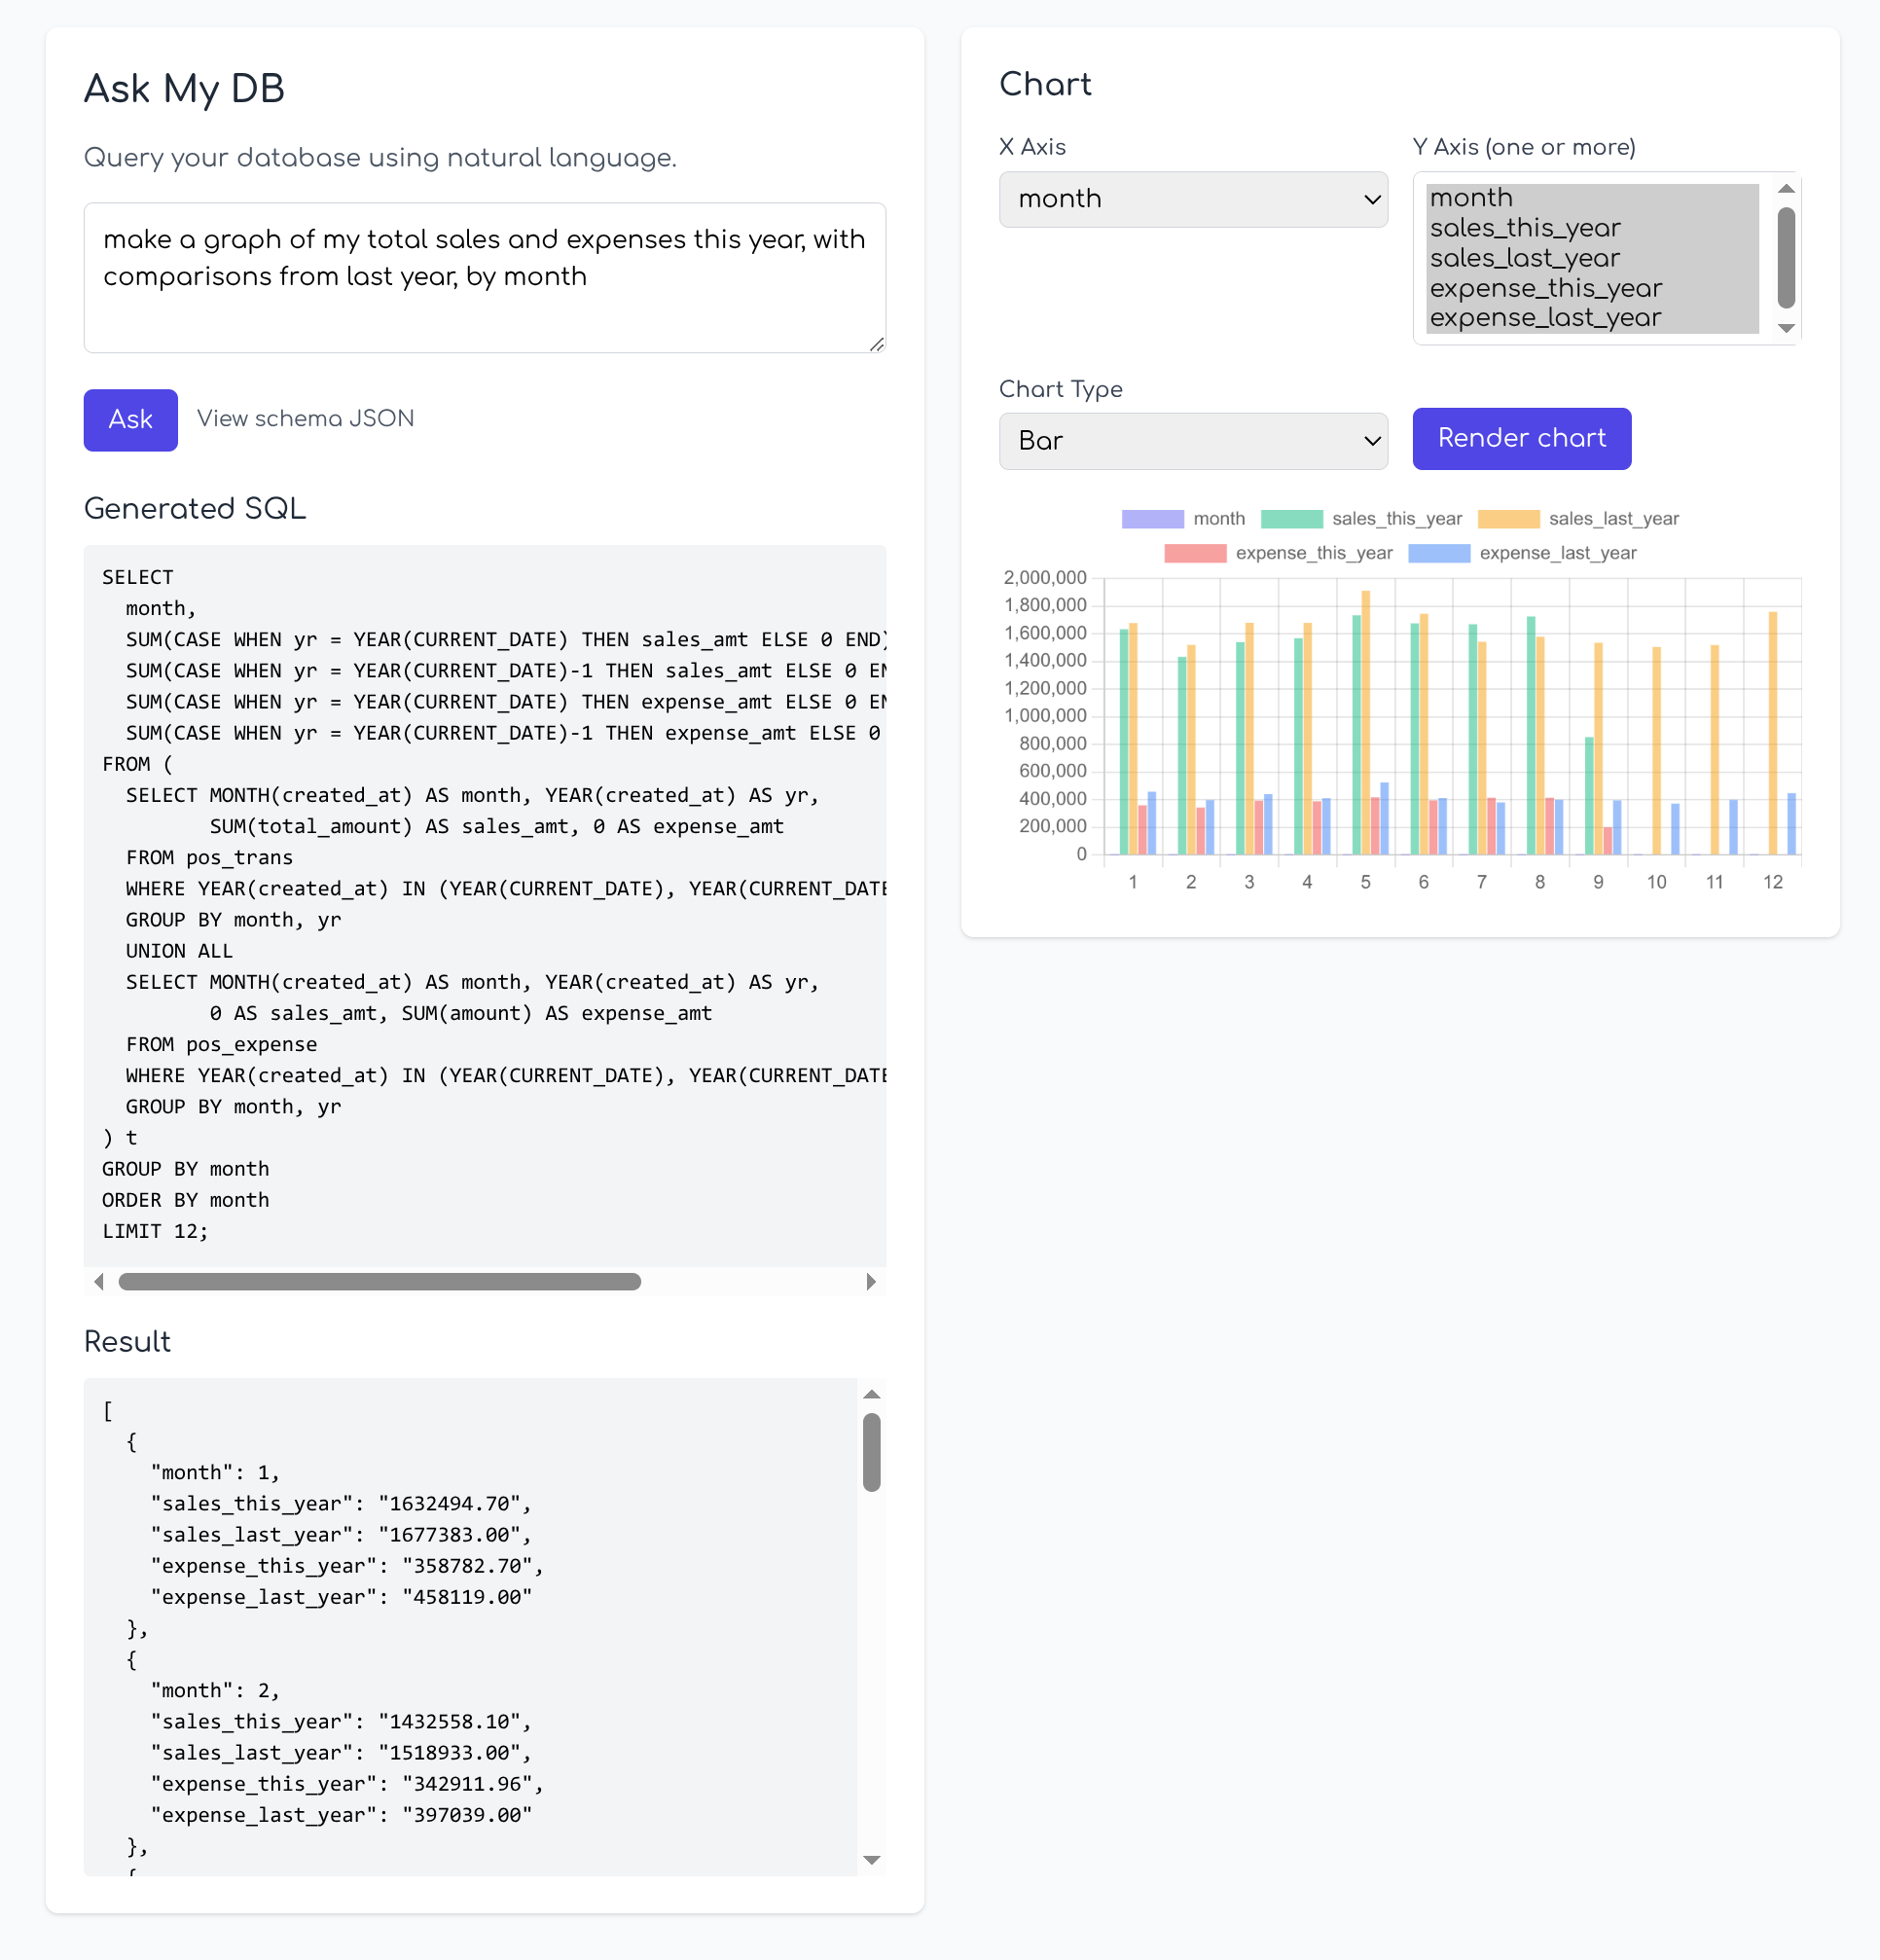 Ask My DB
Query your database using natural language.
make a graph of my total sales and expenses this year, with
comparisons from last year, by month
Ask
View schema JSON
Generated SQL
SELECT
  month,
  SUM(CASE WHEN yr = YEAR(CURRENT_DATE) THEN sales_amt ELSE 0 END)
  SUM(CASE WHEN yr = YEAR(CURRENT_DATE)-1 THEN sales_amt ELSE 0 EN
  SUM(CASE WHEN yr = YEAR(CURRENT_DATE) THEN expense_amt ELSE 0 EN
  SUM(CASE WHEN yr = YEAR(CURRENT_DATE)-1 THEN expense_amt ELSE 0
FROM (
  SELECT MONTH(created_at) AS month, YEAR(created_at) AS yr,
         SUM(total_amount) AS sales_amt, 0 AS expense_amt
  FROM pos_trans
  WHERE YEAR(created_at) IN (YEAR(CURRENT_DATE), YEAR(CURRENT_DATE
  GROUP BY month, yr
  UNION ALL
  SELECT MONTH(created_at) AS month, YEAR(created_at) AS yr,
         0 AS sales_amt, SUM(amount) AS expense_amt
  FROM pos_expense
  WHERE YEAR(created_at) IN (YEAR(CURRENT_DATE), YEAR(CURRENT_DATE
  GROUP BY month, yr
) t
GROUP BY month
ORDER BY month
LIMIT 12;
Result
[
  {
    "month": 1,
    "sales_this_year": "1632494.70",
    "sales_last_year": "1677383.00",
    "expense_this_year": "358782.70",
    "expense_last_year": "458119.00"
  },
  {
    "month": 2,
    "sales_this_year": "1432558.10",
    "sales_last_year": "1518933.00",
    "expense_this_year": "342911.96",
    "expense_last_year": "397039.00"
  },
  {
Chart
X Axis
month
Y Axis (one or more)
month
sales_this_year
sales_last_year
expense_this_year
expense_last_year
Chart Type
Bar
Render chart
month sales_this_year sales_last_year
expense_this_year expense_last_year
2,000,000
1,800,000
1,600,000
1,400,000
1,200,000
1,000,000
800,000
600,000
400,000
200,000
0
1 2 3 4 5 6 7 8 9 10 11 12